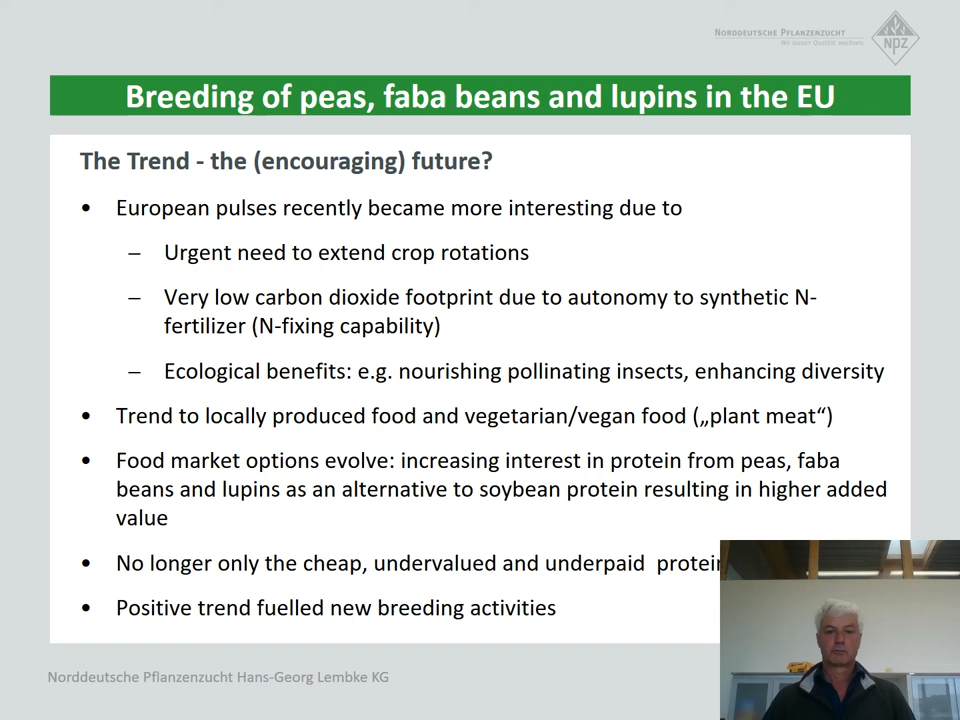 NORDDEUTSCHE PFLANZENZUCHT
Wir lassen Qualität wachsen.
NPZ
Breeding of peas, faba beans and lupins in the EU
The Trend - the (encouraging) future?
• European pulses recently became more interesting due to
– Urgent need to extend crop rotations
– Very low carbon dioxide footprint due to autonomy to synthetic N-
fertilizer (N-fixing capability)
– Ecological benefits: e.g. nourishing pollinating insects, enhancing diversity
• Trend to locally produced food and vegetarian/vegan food („plant meat“)
• Food market options evolve: increasing interest in protein from peas, faba
beans and lupins as an alternative to soybean protein resulting in higher added
value
• No longer only the cheap, undervalued and underpaid protein
• Positive trend fuelled new breeding activities
Norddeutsche Pflanzenzucht Hans-Georg Lembke KG